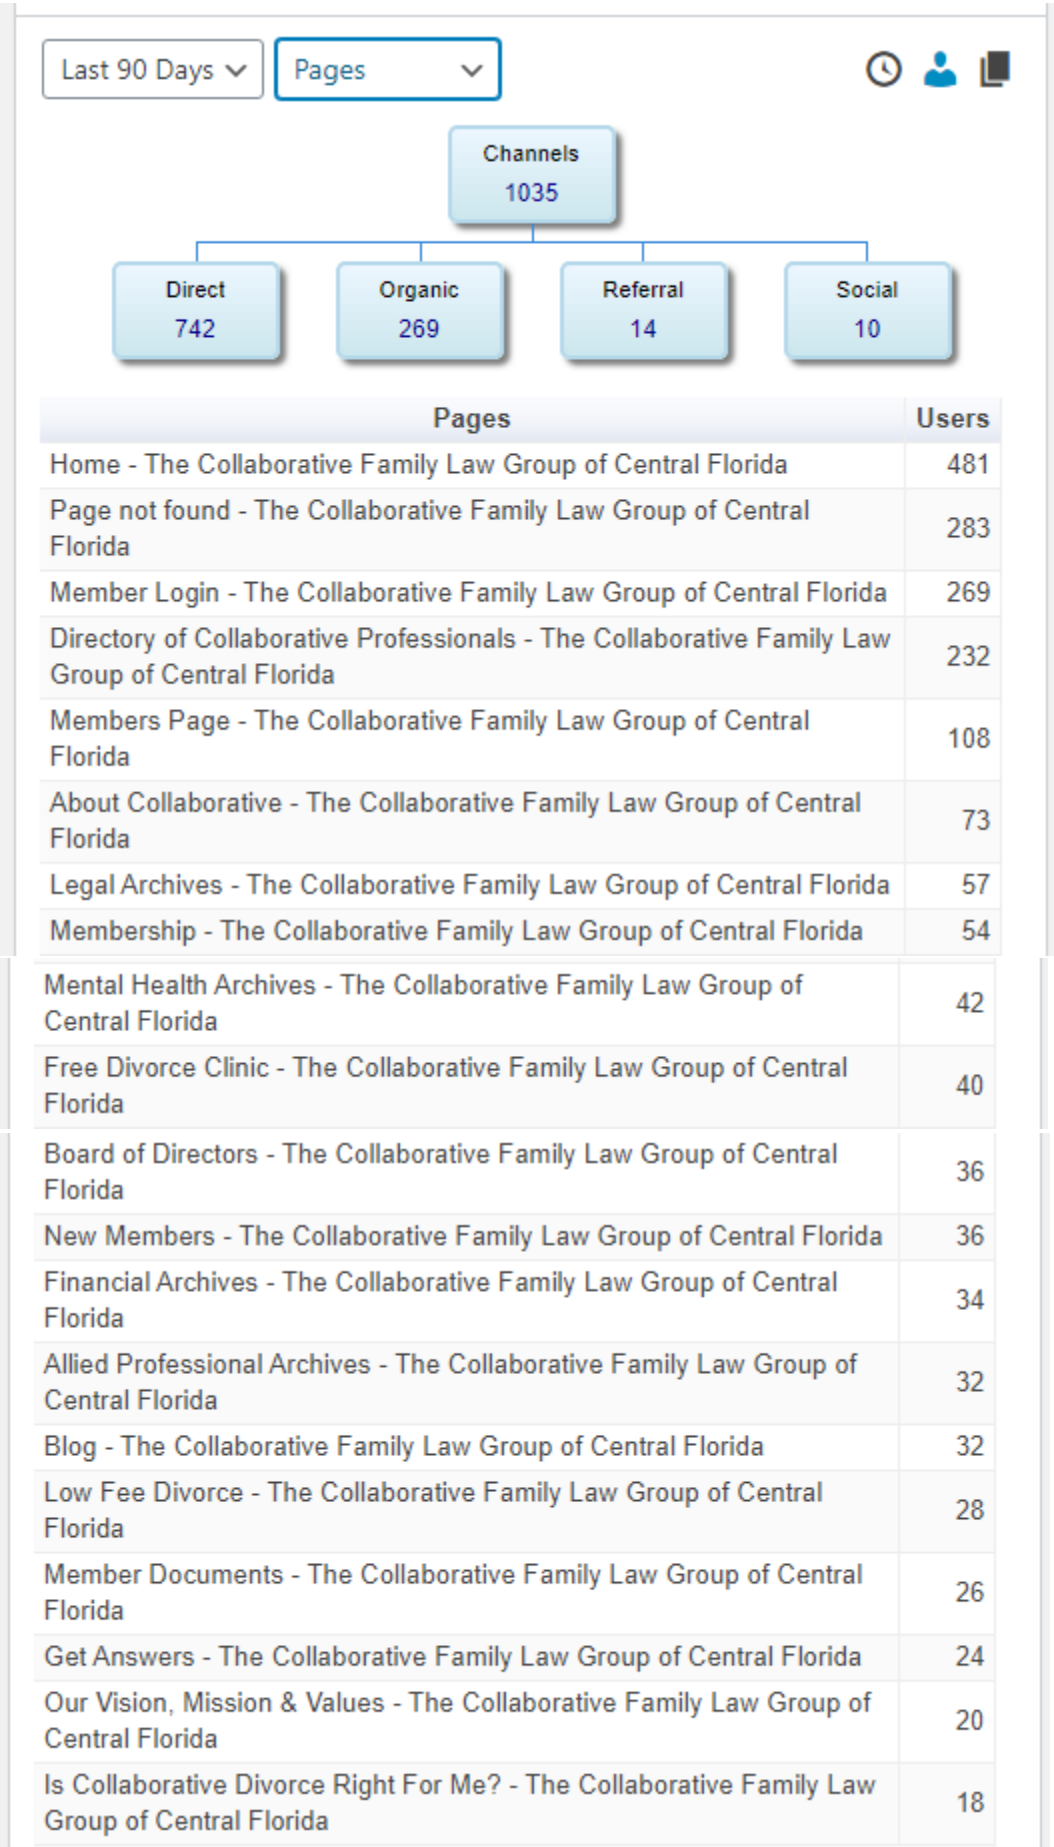 Last 90 Days
Pages
Channels
1035
Direct
742
Organic
269
Referral
14
Social
10
Pages Users
Home - The Collaborative Family Law Group of Central Florida 481
Page not found - The Collaborative Family Law Group of Central
Florida
283
Member Login - The Collaborative Family Law Group of Central Florida 269
Directory of Collaborative Professionals - The Collaborative Family Law
Group of Central Florida
232
Members Page - The Collaborative Family Law Group of Central
Florida
108
About Collaborative - The Collaborative Family Law Group of Central
Florida
73
Legal Archives - The Collaborative Family Law Group of Central Florida 57
Membership - The Collaborative Family Law Group of Central Florida 54
Mental Health Archives - The Collaborative Family Law Group of
Central Florida
42
Free Divorce Clinic - The Collaborative Family Law Group of Central
Florida
40
Board of Directors - The Collaborative Family Law Group of Central
Florida
36
New Members - The Collaborative Family Law Group of Central Florida 36
Financial Archives - The Collaborative Family Law Group of Central
Florida
34
Allied Professional Archives - The Collaborative Family Law Group of
Central Florida
32
Blog - The Collaborative Family Law Group of Central Florida 32
Low Fee Divorce - The Collaborative Family Law Group of Central
Florida
28
Member Documents - The Collaborative Family Law Group of Central
Florida
26
Get Answers - The Collaborative Family Law Group of Central Florida 24
Our Vision, Mission & Values - The Collaborative Family Law Group of
Central Florida
20
Is Collaborative Divorce Right For Me? - The Collaborative Family Law
Group of Central Florida
18